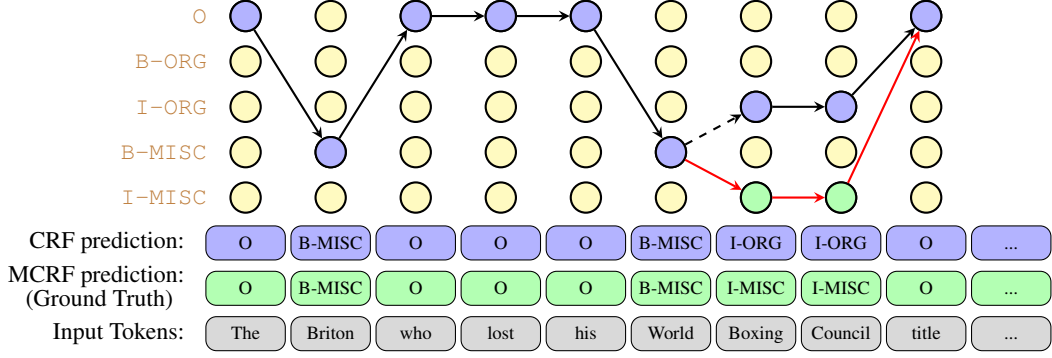 O
B-ORG
I-ORG
B-MISC
I-MISC
CRF prediction: O B-MISC O O O B-MISC I-ORG I-ORG O ...
MCRF prediction:
(Ground Truth) O B-MISC O O O B-MISC I-MISC I-MISC O ...
Input Tokens: The Briton who lost his World Boxing Council title ...